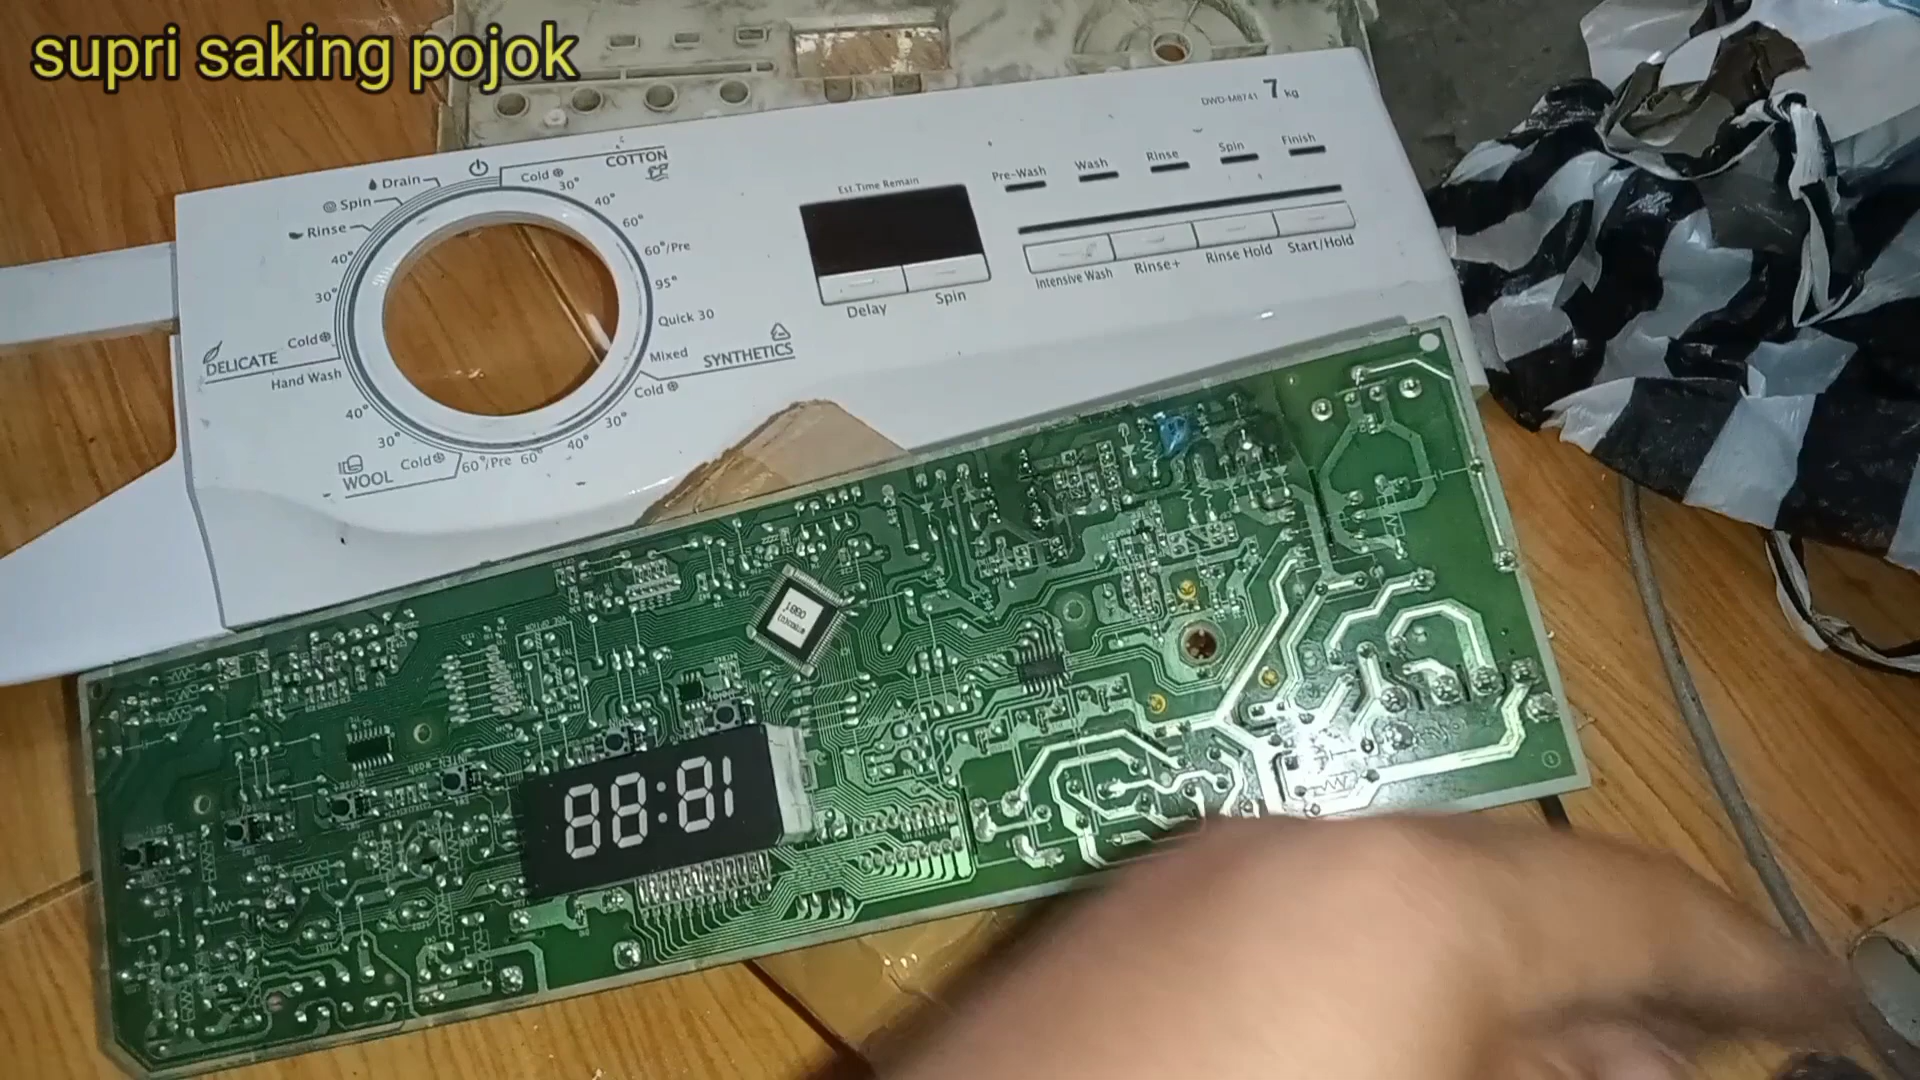 supri saking pojok
DWD-M8741 7 kg
COTTON
Cold
30°
40°
60°
60°/Pre
95°
Quick 30
Mixed
SYNTHETICS
Cold
30°
40°
60°
60°/Pre
Cold
WOOL
30°
40°
Hand Wash
DELICATE
Cold
30°
40°
Rinse
Spin
Drain
Est.Time Remain
Delay
Spin
Pre-Wash
Wash
Rinse
Spin
Finish
Intensive Wash
Rinse+
Rinse Hold
Start/Hold
88:81